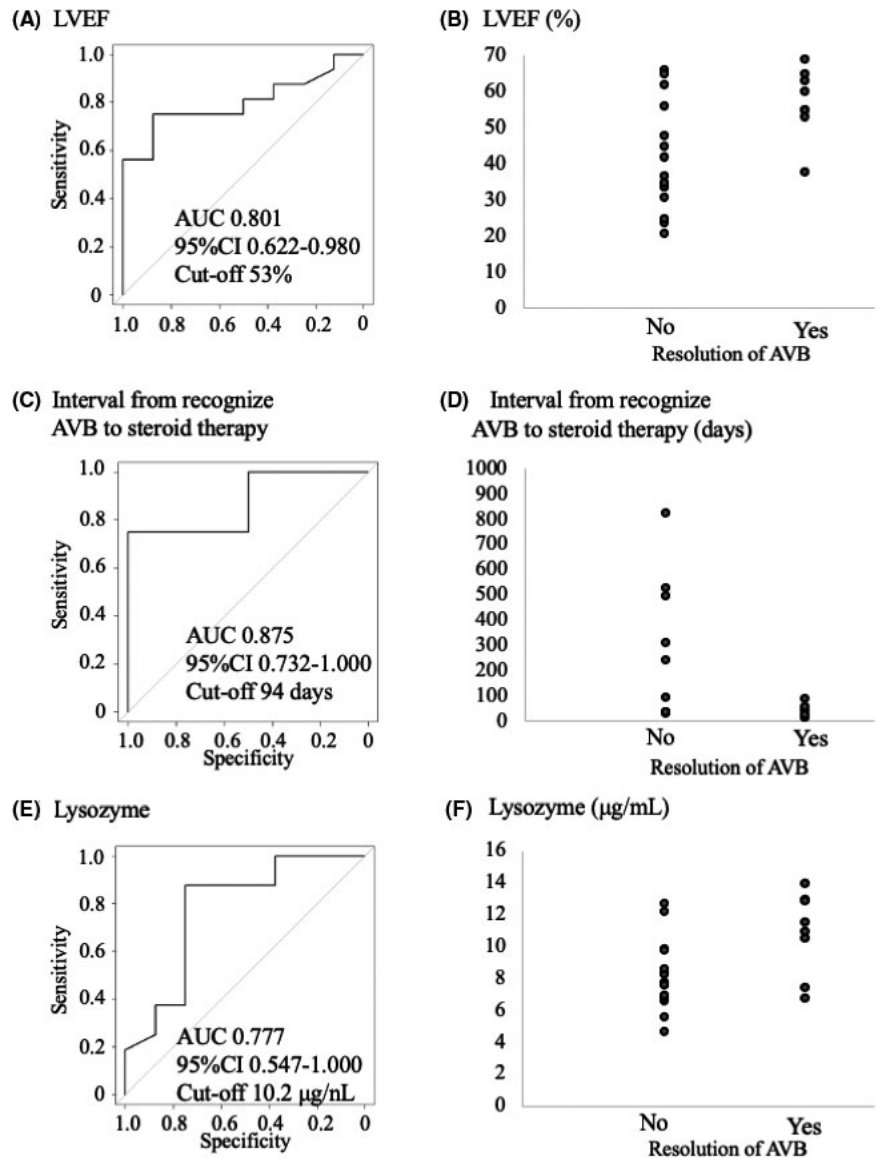 (A) LVEF
1.0
0.8
0.6
0.4
0.2
0
Sensitivity
AUC 0.801
95%CI 0.622-0.980
Cut-off 53%
1.0 0.8 0.6 0.4 0.2 0
(B) LVEF (%)
70
60
50
40
30
20
10
0
No Yes
Resolution of AVB
(C) Interval from recognize
AVB to steroid therapy
1.0
0.8
0.6
0.4
0.2
0
Sensitivity
AUC 0.875
95%CI 0.732-1.000
Cut-off 94 days
1.0 0.8 0.6 0.4 0.2 0
Specificity
(D) Interval from recognize
AVB to steroid therapy (days)
1000
900
800
700
600
500
400
300
200
100
0
No Yes
Resolution of AVB
(E) Lysozyme
1.0
0.8
0.6
0.4
0.2
0
Sensitivity
AUC 0.777
95%CI 0.547-1.000
Cut-off 10.2 μg/nL
1.0 0.8 0.6 0.4 0.2 0
Specificity
(F) Lysozyme (μg/mL)
16
14
12
10
8
6
4
2
0
No Yes
Resolution of AVB